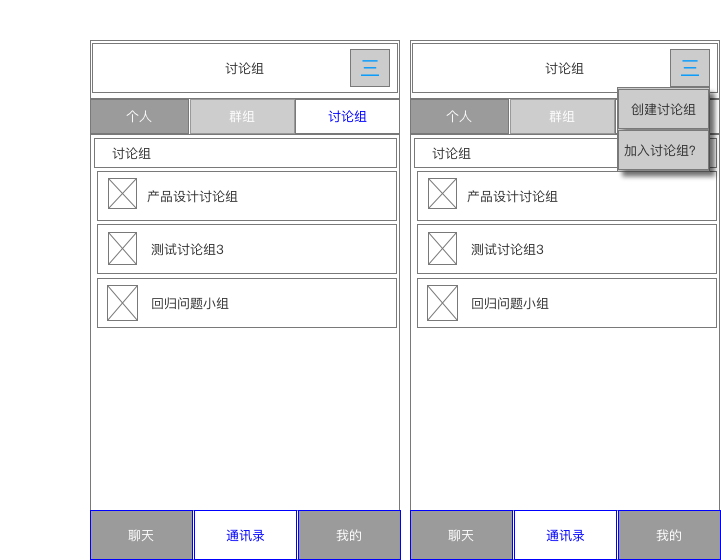 讨论组
个人
群组
讨论组
讨论组
产品设计讨论组
测试讨论组3
回归问题小组
聊天
通讯录
我的
讨论组
创建讨论组
加入讨论组?
个人
群组
讨论组
产品设计讨论组
测试讨论组3
回归问题小组
聊天
通讯录
我的